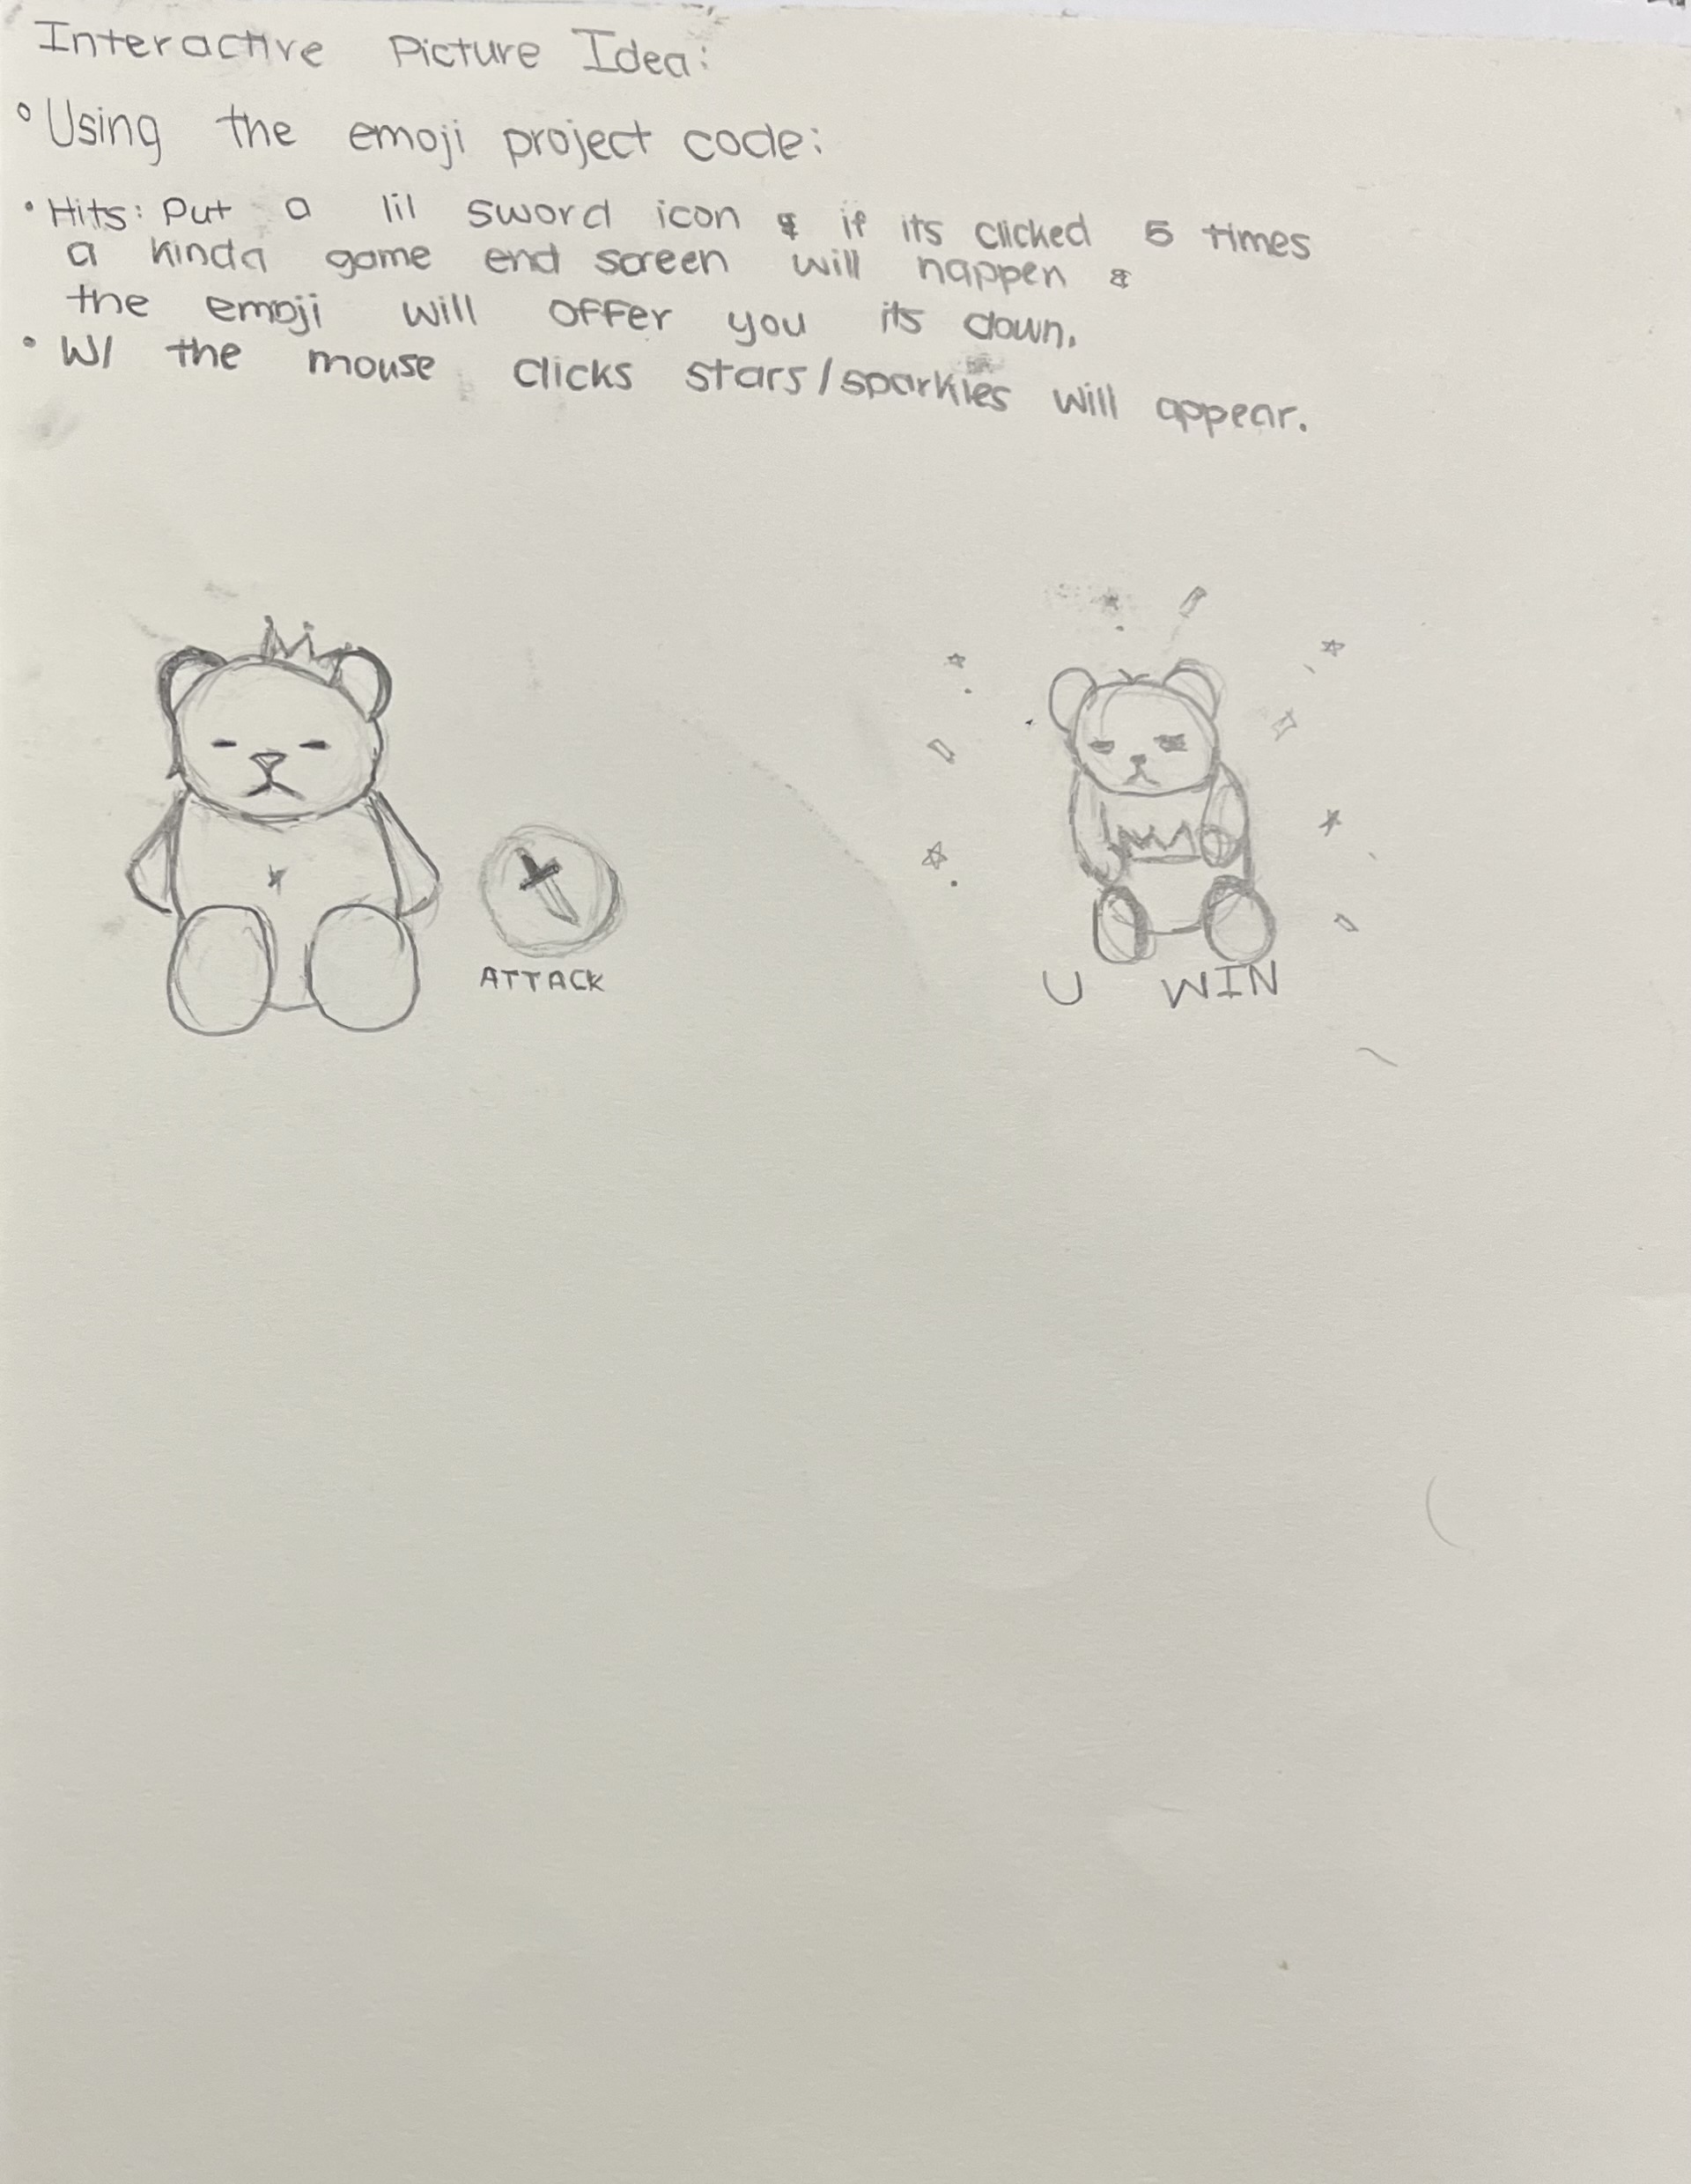 Interactive Picture Idea:
° Using the emoji project code:
• Hits: Put a lil sword icon & if its clicked 5 times
a kinda game end screen will happen &
the emoji will offer you its clown.
• W/ the mouse clicks stars/sparkles will appear.
ATTACK
U WIN